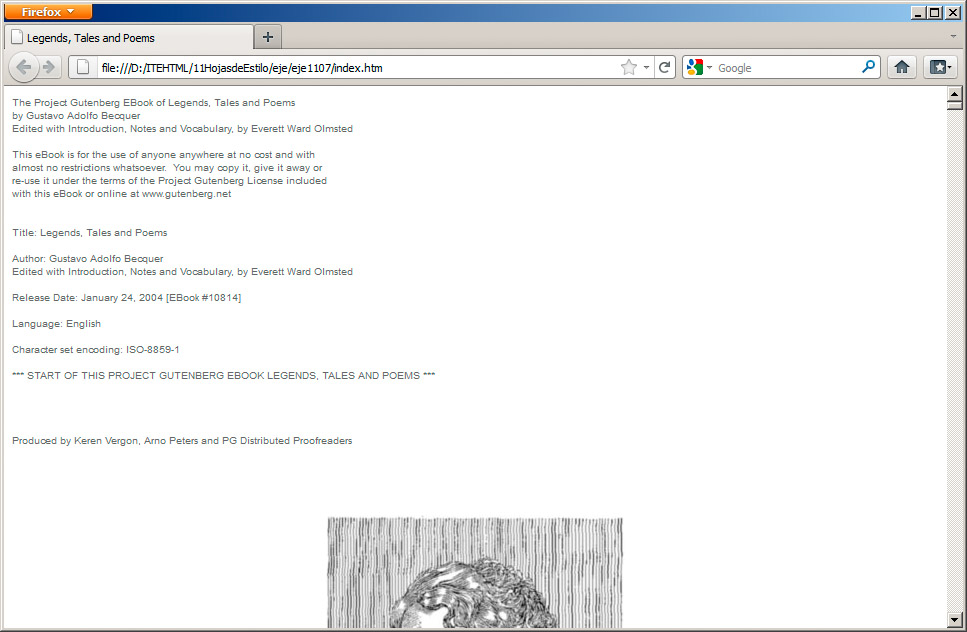 Firefox
Legends, Tales and Poems
file:///D:/ITEHTML/11HojasdeEstilo/eje/eje1107/index.htm
Google
The Project Gutenberg EBook of Legends, Tales and Poems
by Gustavo Adolfo Becquer
Edited with Introduction, Notes and Vocabulary, by Everett Ward Olmsted
This eBook is for the use of anyone anywhere at no cost and with
almost no restrictions whatsoever.  You may copy it, give it away or
re-use it under the terms of the Project Gutenberg License included
with this eBook or online at www.gutenberg.net
Title: Legends, Tales and Poems
Author: Gustavo Adolfo Becquer
Edited with Introduction, Notes and Vocabulary, by Everett Ward Olmsted
Release Date: January 24, 2004 [EBook #10814]
Language: English
Character set encoding: ISO-8859-1
*** START OF THIS PROJECT GUTENBERG EBOOK LEGENDS, TALES AND POEMS ***
Produced by Keren Vergon, Arno Peters and PG Distributed Proofreaders